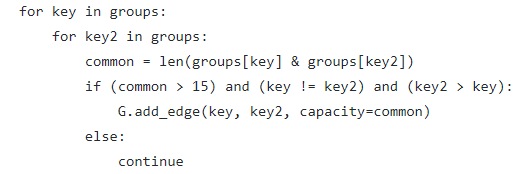 for key in groups:
    for key2 in groups:
        common = len(groups[key] & groups[key2])
        if (common > 15) and (key != key2) and (key2 > key):
            G.add_edge(key, key2, capacity=common)
        else:
            continue